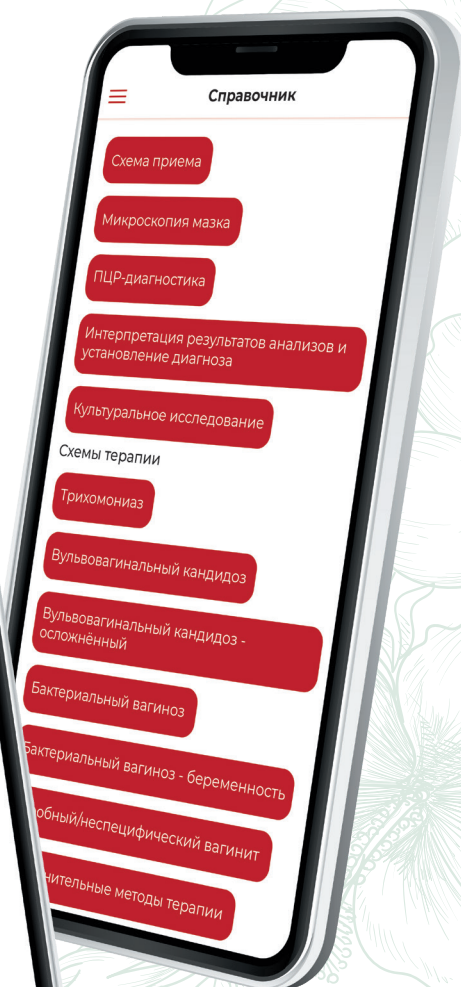 Справочник
Схема приема
Микроскопия мазка
ПЦР-диагностика
Интерпретация результатов анализов и
установление диагноза
Культуральное исследование
Схемы терапии
Трихомониаз
Вульвовагинальный кандидоз
Вульвовагинальный кандидоз -
осложнённый
Бактериальный вагиноз
Бактериальный вагиноз - беременность
обный/неспецифический вагинит
нительные методы терапии